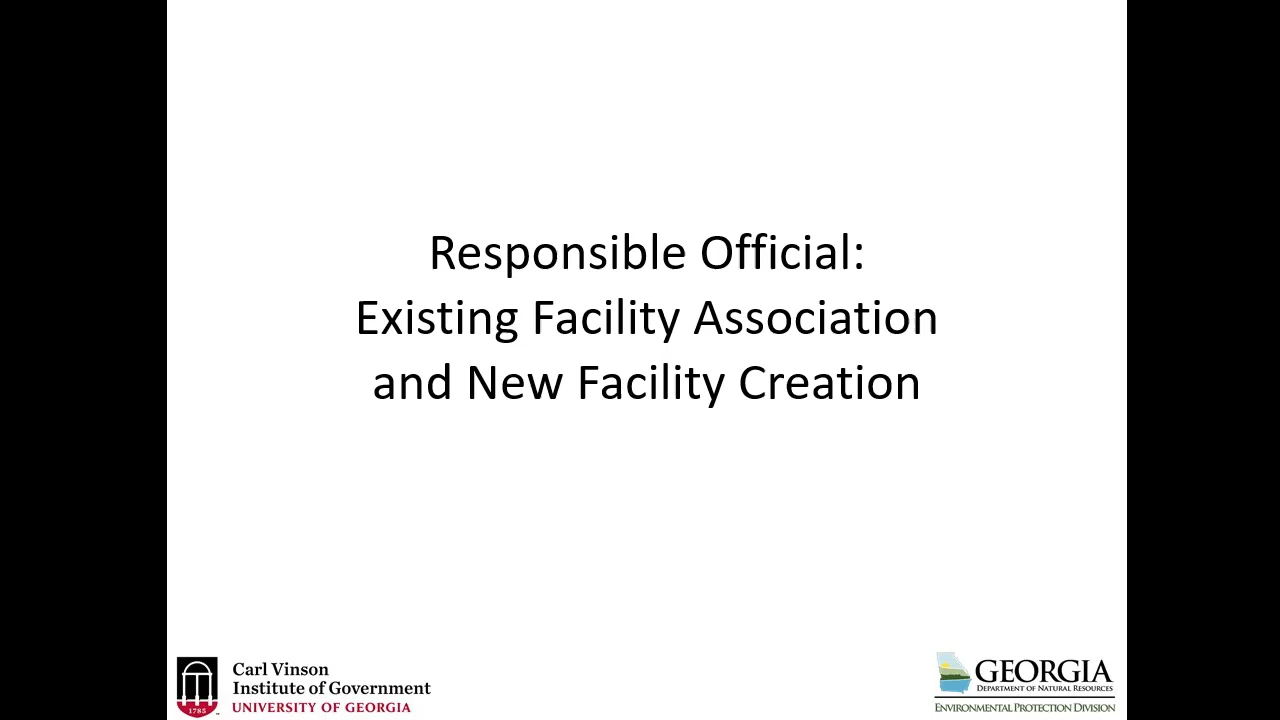 Responsible Official:
Existing Facility Association
and New Facility Creation
Carl Vinson
Institute of Government
UNIVERSITY OF GEORGIA
1785
GEORGIA
DEPARTMENT OF NATURAL RESOURCES
ENVIRONMENTAL PROTECTION DIVISION